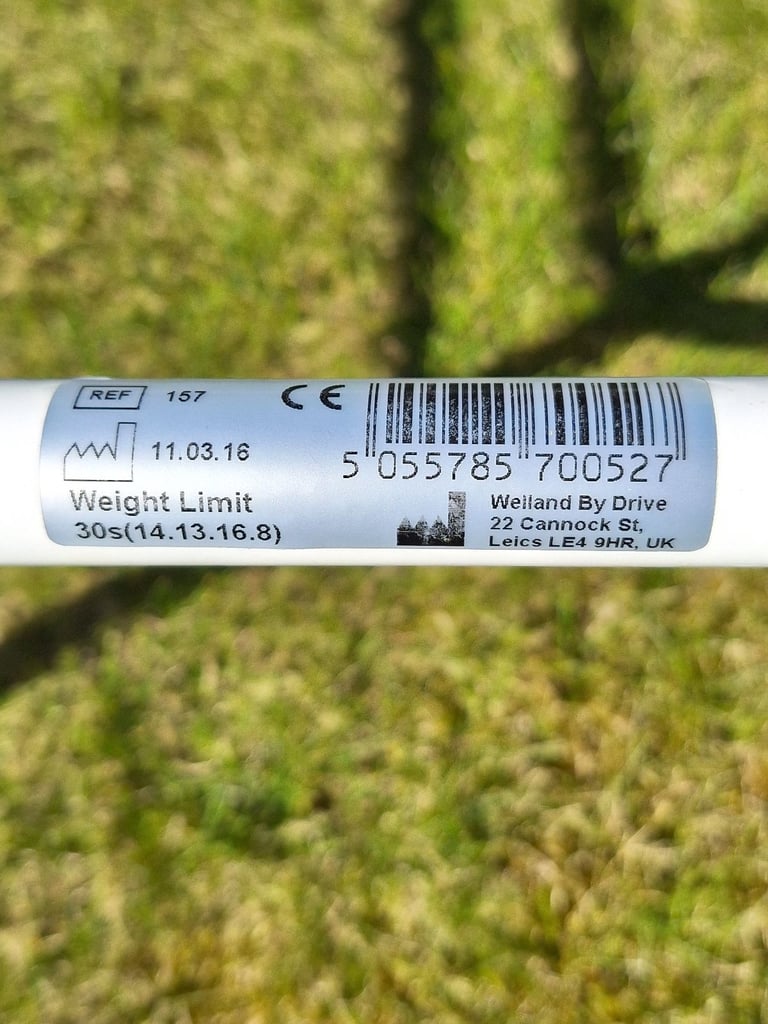 REF 157 CE
11.03.16
5 055785 700527
Weight Limit
30s(14.13.16.8)
Welland By Drive
22 Cannock St,
Leics LE4 9HR, UK